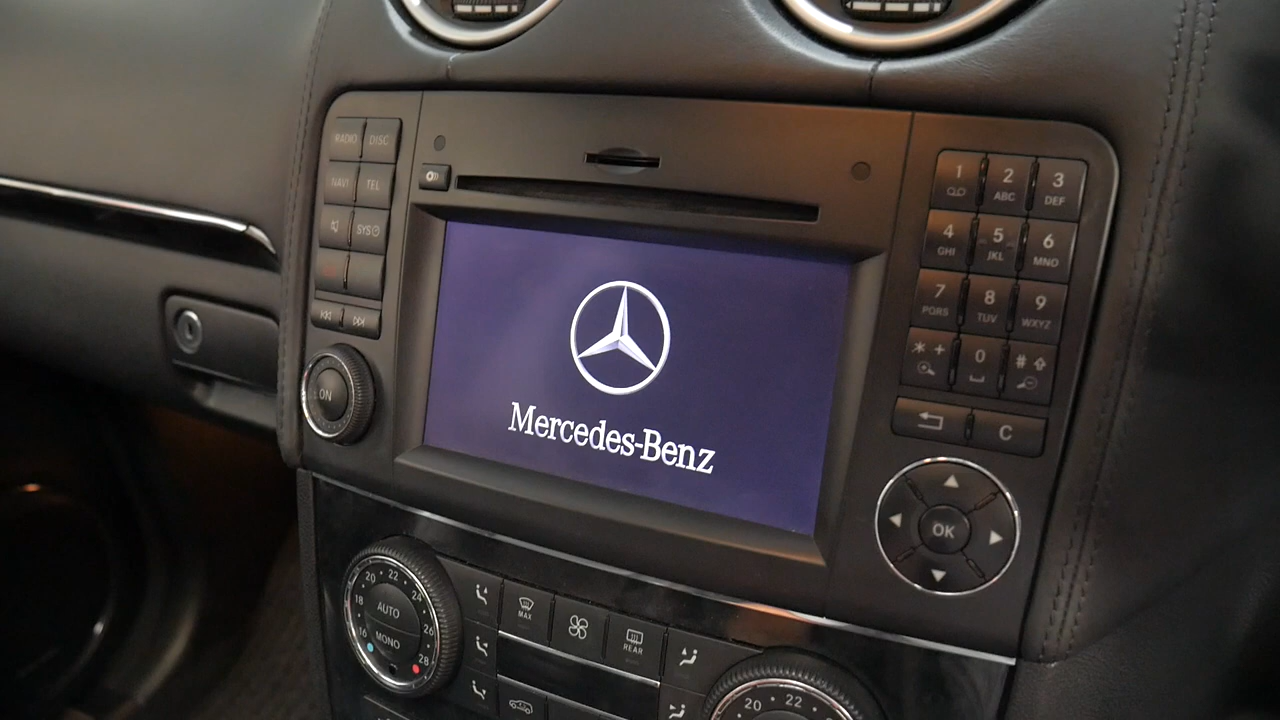 RADIO DISC
NAVI TEL
SYS
ON
Mercedes-Benz
1 2 ABC 3 DEF
4 GHI 5 JKL 6 MNO
7 PQRS 8 TUV 9 WXYZ
* + 0 #
C
OK
AUTO
MONO
16 18 20 22 24 26 28
MAX
REAR
20 22